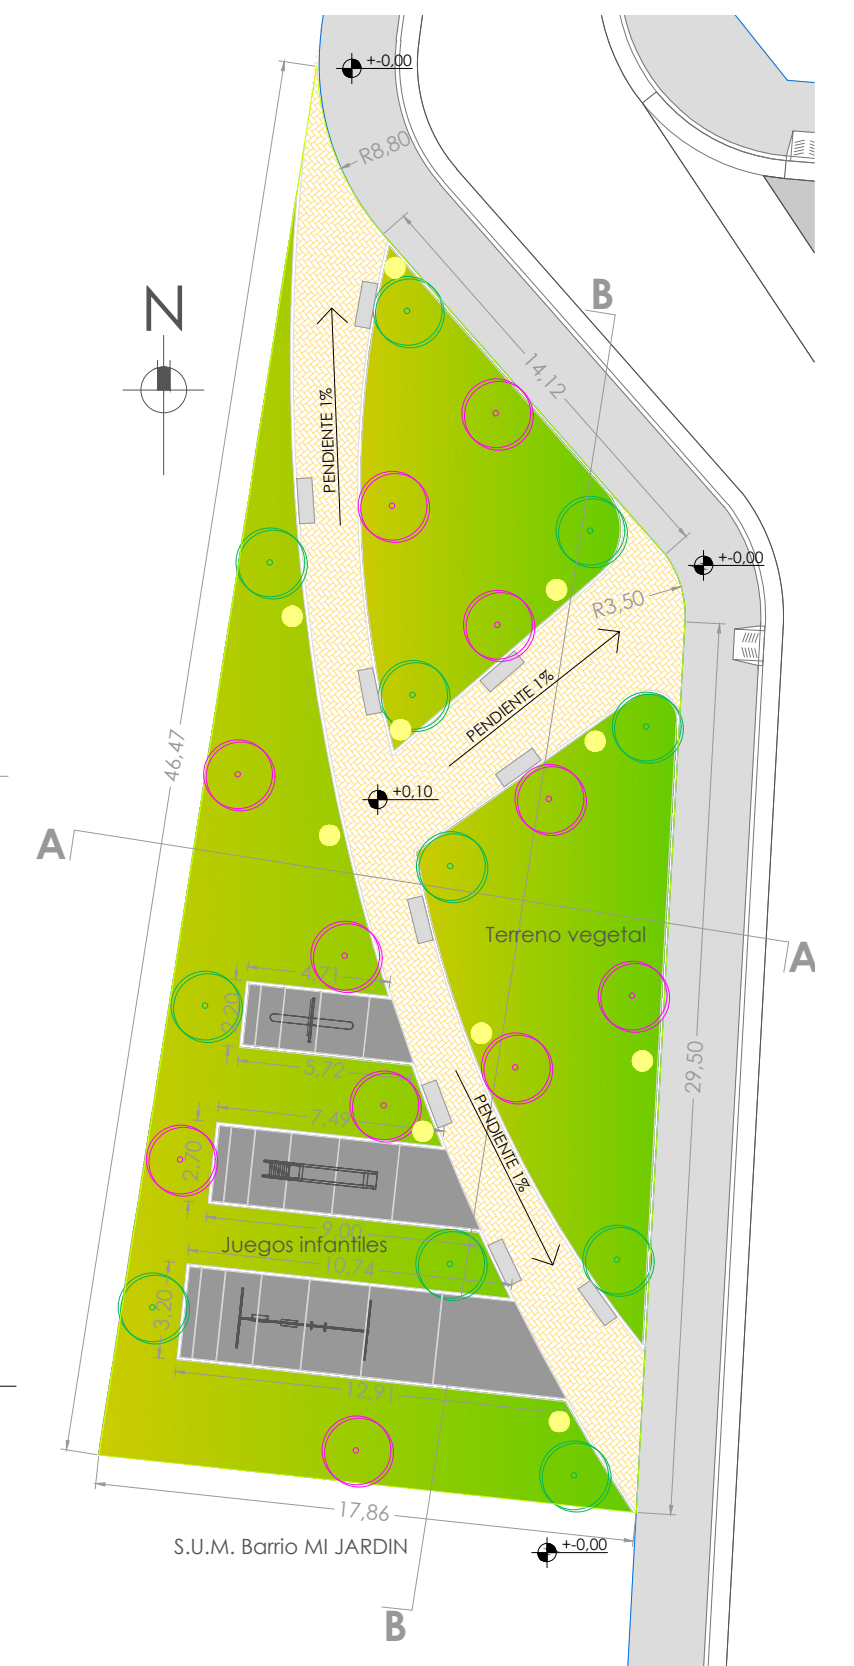 +-0,00
R8,80
B
N
14,12
PENDIENTE 1%
+-0,00
R3,50
PENDIENTE 1%
46,47
+0,10
A
Terreno vegetal
A
4,71
2,20
5,72
29,50
7,49
PENDIENTE 1%
2,70
9,00
Juegos infantiles
10,74
3,20
12,91
17,86
S.U.M. Barrio MI JARDIN
+-0,00
B